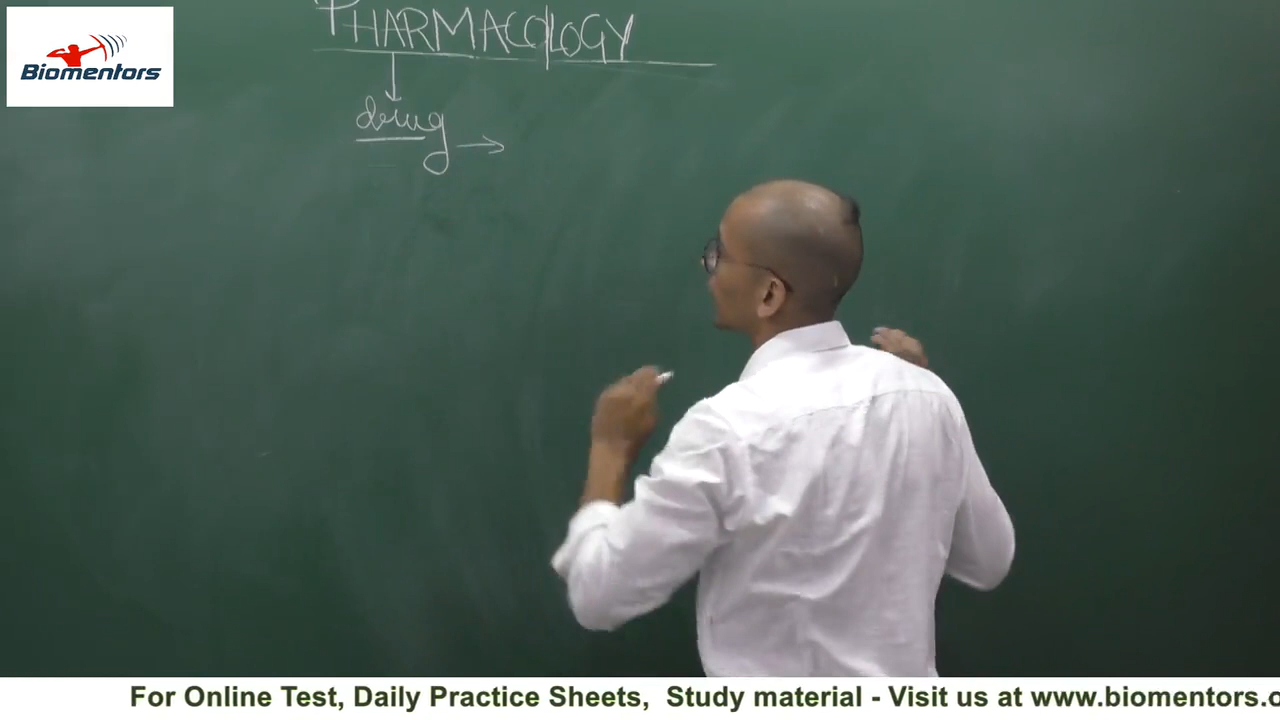 PHARMACOLOGY
Biomentors
drug →
For Online Test, Daily Practice Sheets, Study material - Visit us at www.biomentors.o